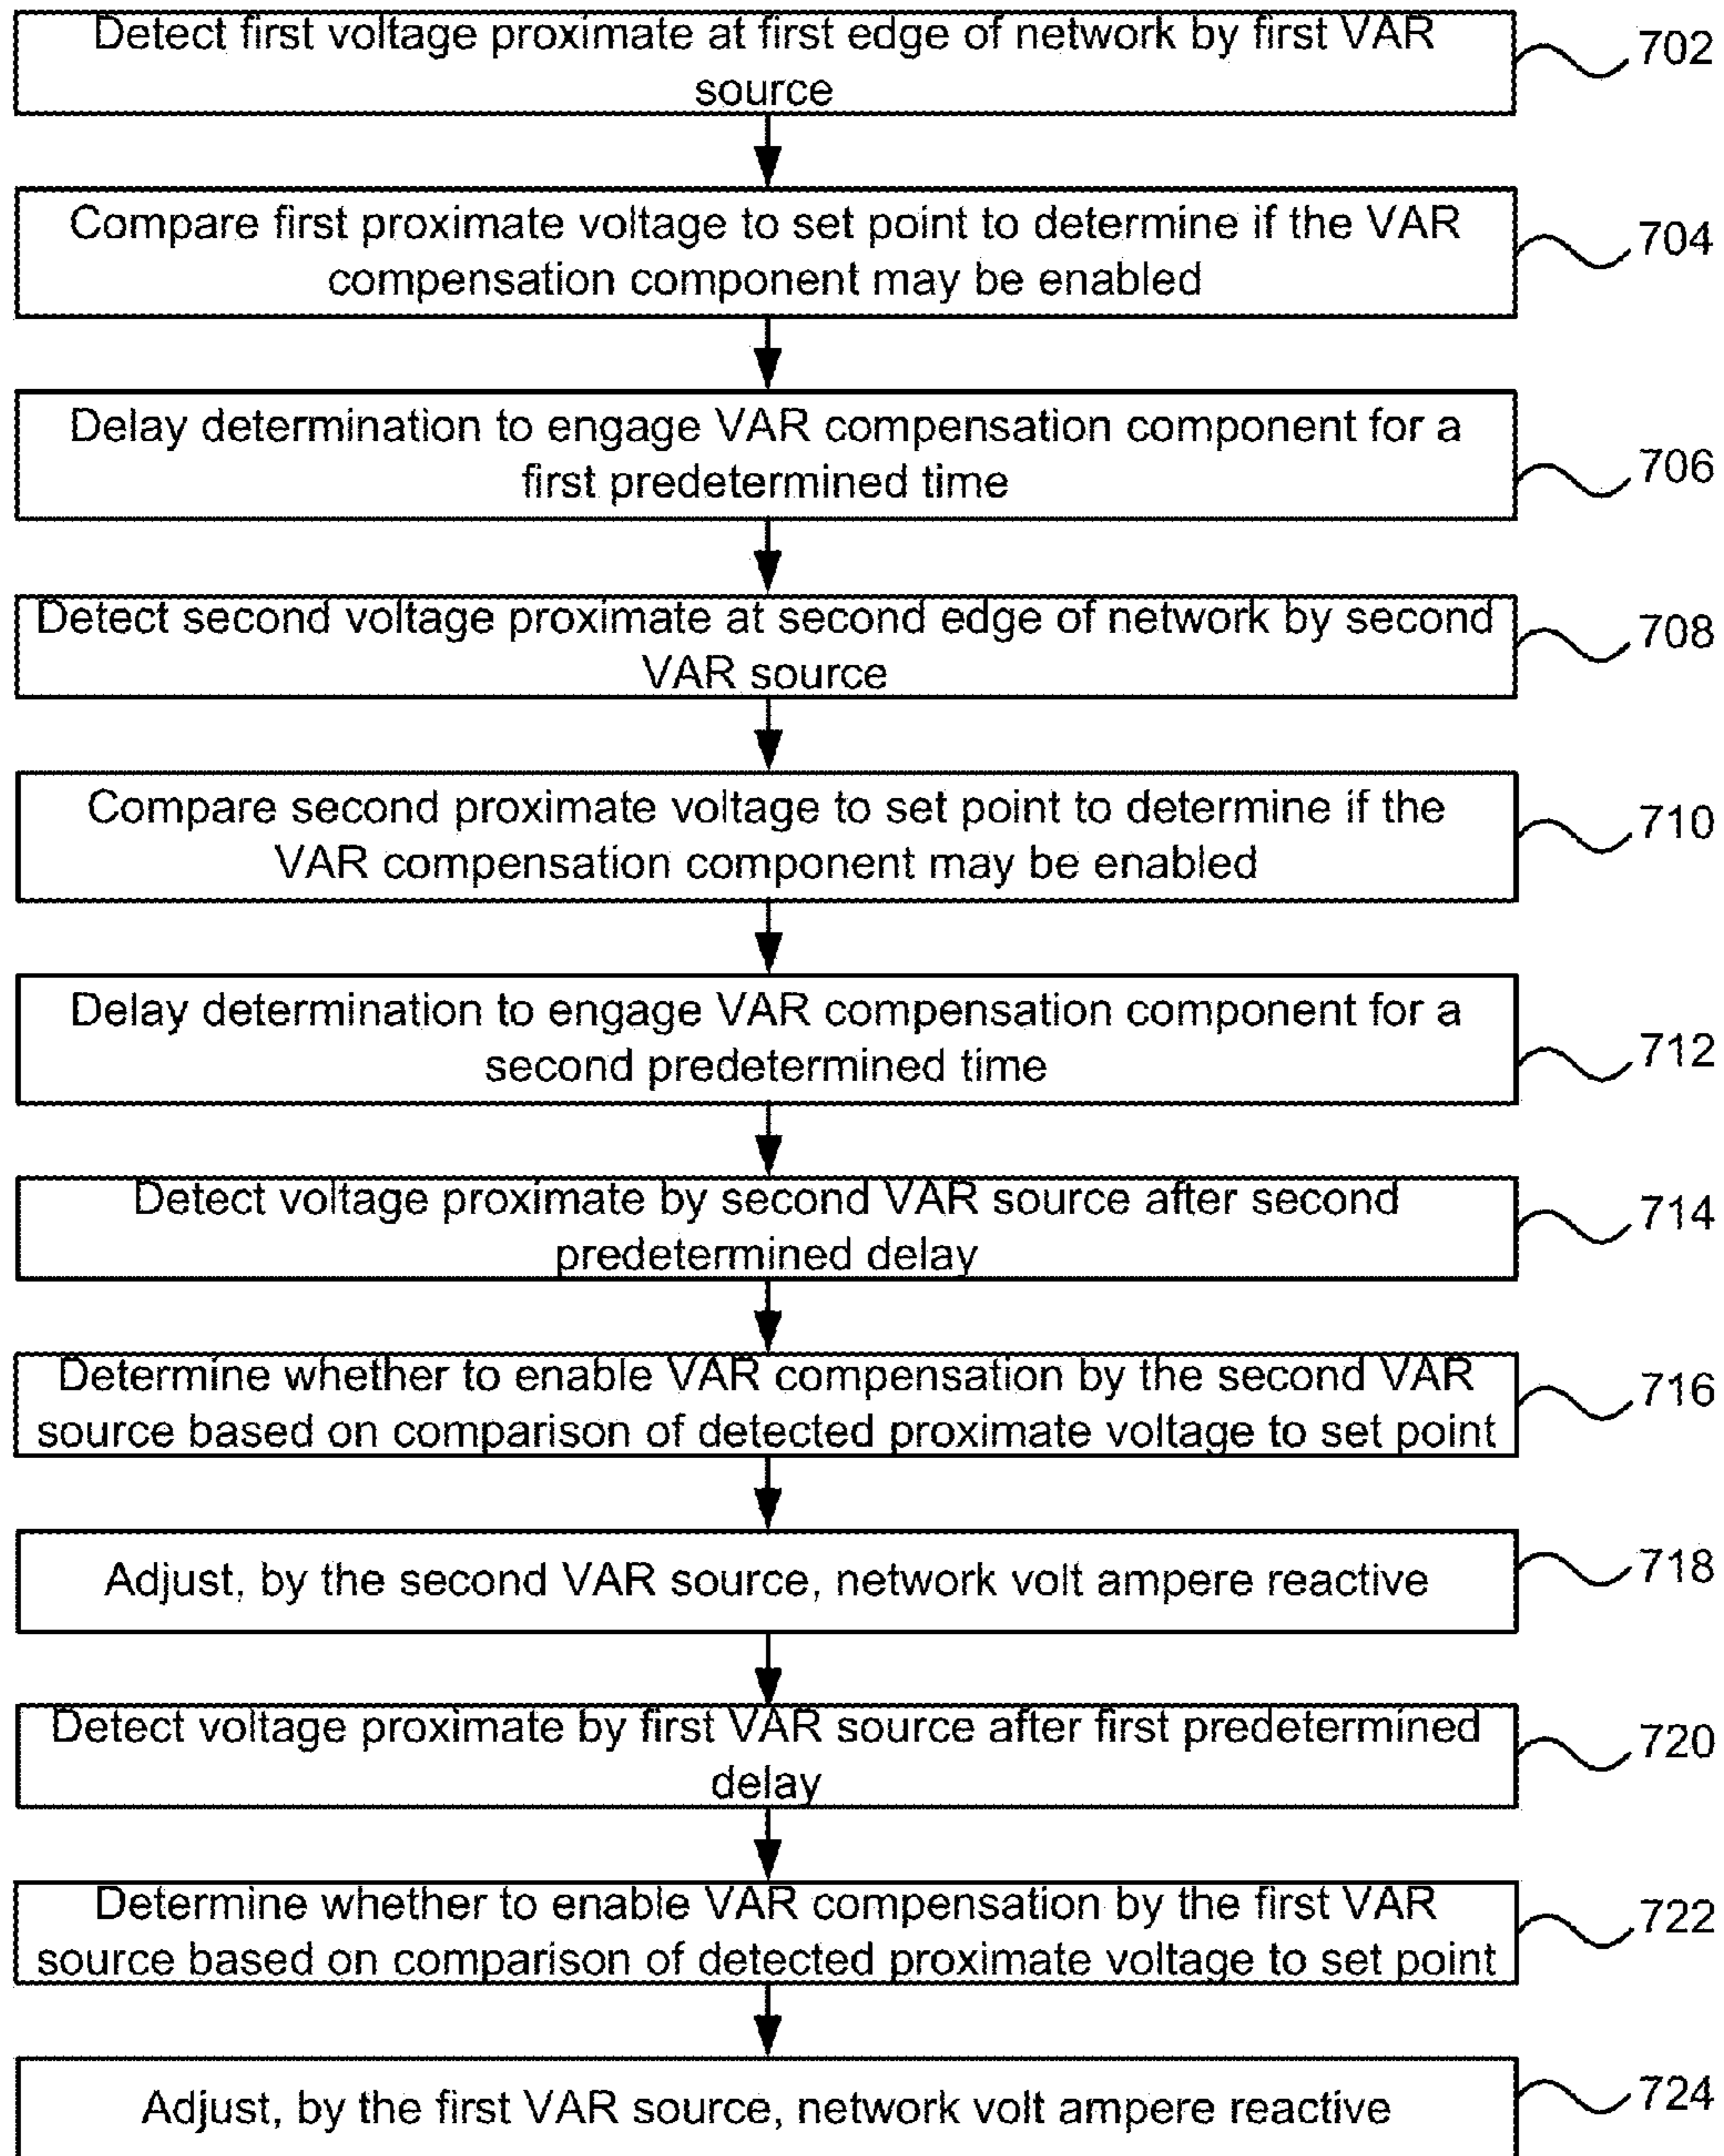 Detect first voltage proximate at first edge of network by first VAR
source
702
Compare first proximate voltage to set point to determine if the VAR
compensation component may be enabled
704
Delay determination to engage VAR compensation component for a
first predetermined time
706
Detect second voltage proximate at second edge of network by second
VAR source
708
Compare second proximate voltage to set point to determine if the
VAR compensation component may be enabled
710
Delay determination to engage VAR compensation component for a
second predetermined time
712
Detect voltage proximate by second VAR source after second
predetermined delay
714
Determine whether to enable VAR compensation by the second VAR
source based on comparison of detected proximate voltage to set point
716
Adjust, by the second VAR source, network volt ampere reactive
718
Detect voltage proximate by first VAR source after first predetermined
delay
720
Determine whether to enable VAR compensation by the first VAR
source based on comparison of detected proximate voltage to set point
722
Adjust, by the first VAR source, network volt ampere reactive
724